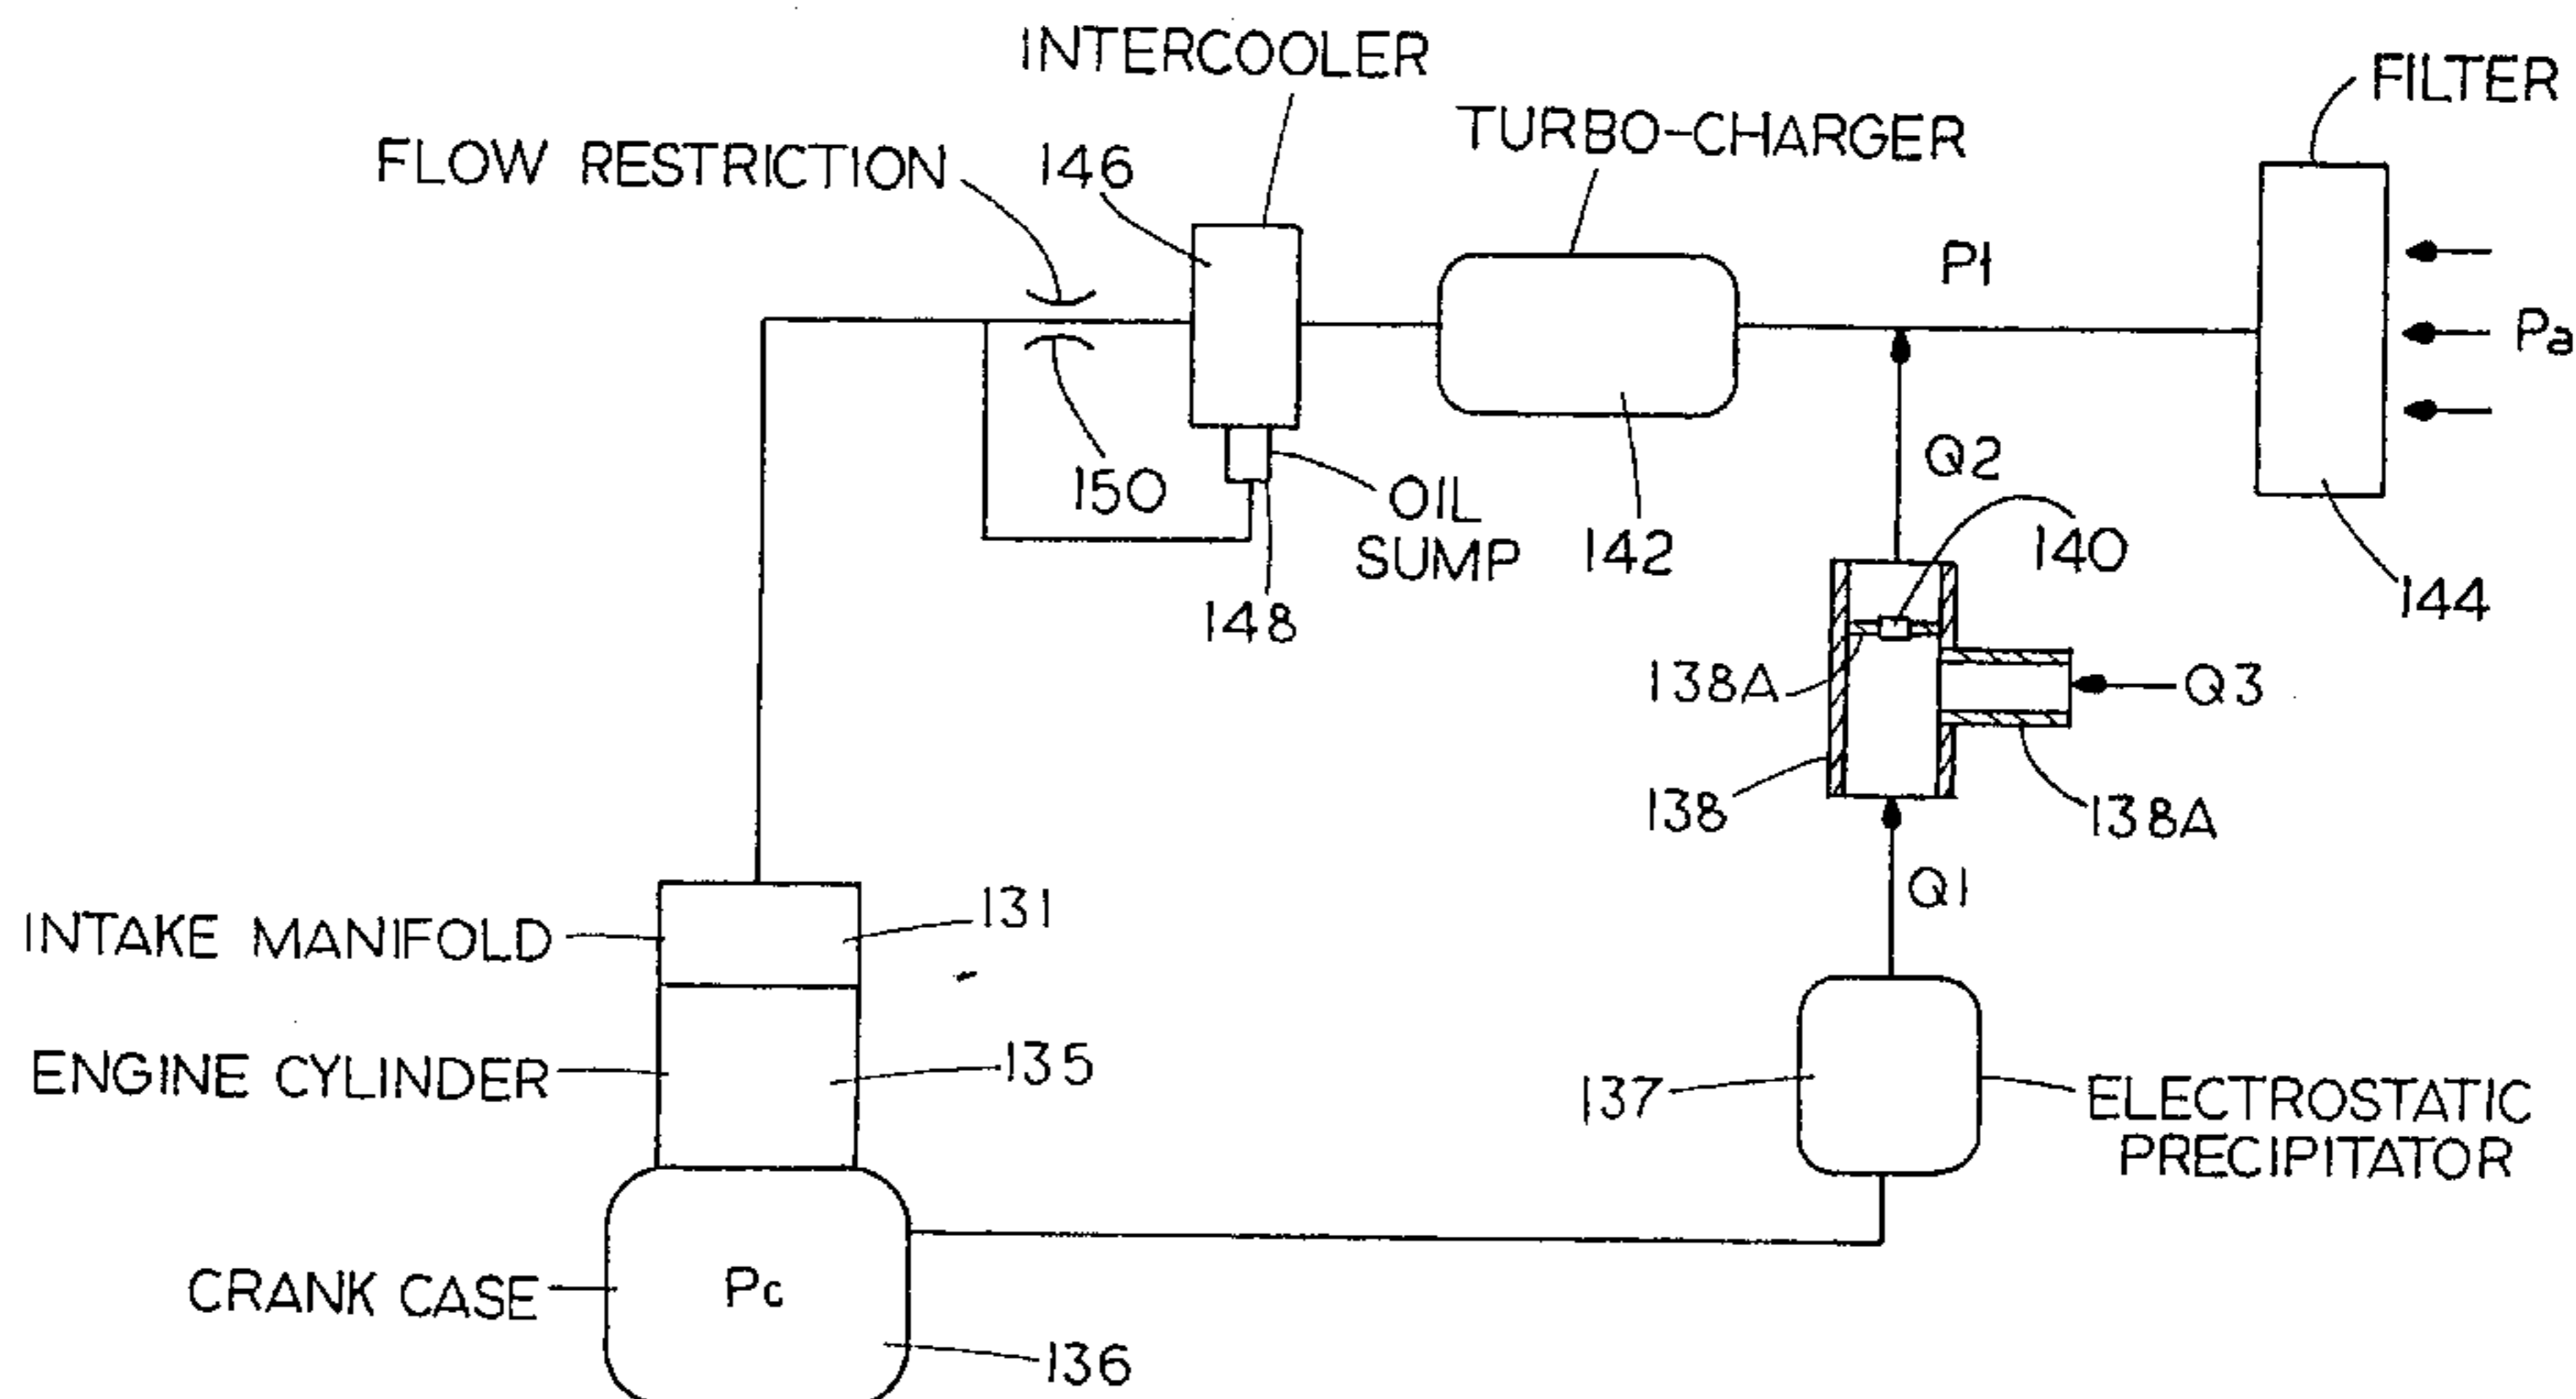 INTERCOOLER
FILTER
TURBO-CHARGER
FLOW RESTRICTION
146
P1
Pa
150
OIL
SUMP
Q2
142
140
144
148
138A
Q3
138
138A
Q1
INTAKE MANIFOLD
131
ENGINE CYLINDER
135
137
ELECTROSTATIC
PRECIPITATOR
CRANK CASE
Pc
136